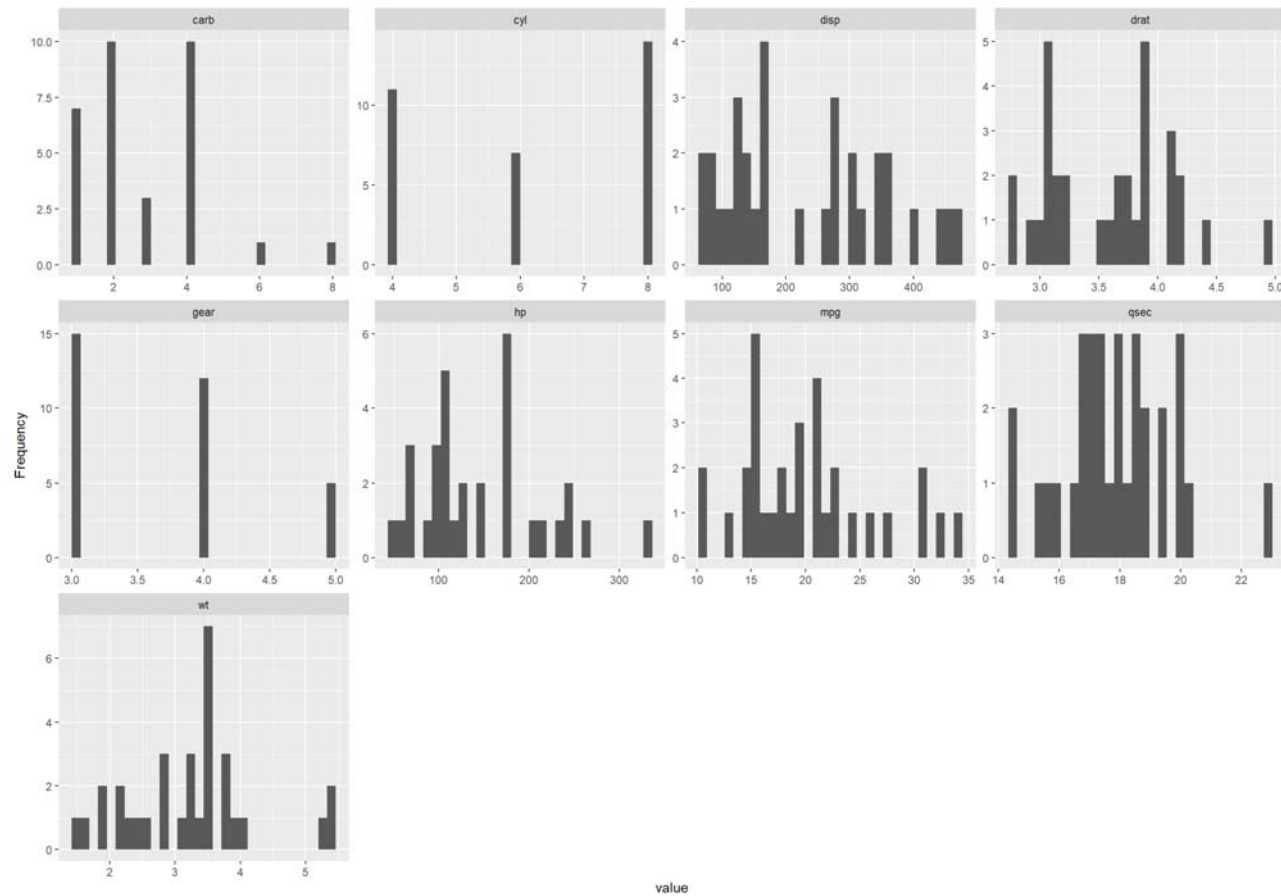 carb
cyl
disp
drat
10.0
7.5
5.0
2.5
0.0
2 4 6 8
10
5
0
4 5 6 7 8
4
3
2
1
0
100 200 300 400
5
4
3
2
1
0
3.0 3.5 4.0 4.5 5.0
gear
hp
mpg
qsec
Frequency
15
10
5
0
3.0 3.5 4.0 4.5 5.0
6
4
2
0
100 200 300
5
4
3
2
1
0
10 15 20 25 30 35
3
2
1
0
14 16 18 20 22
wt
6
4
2
0
2 3 4 5
value